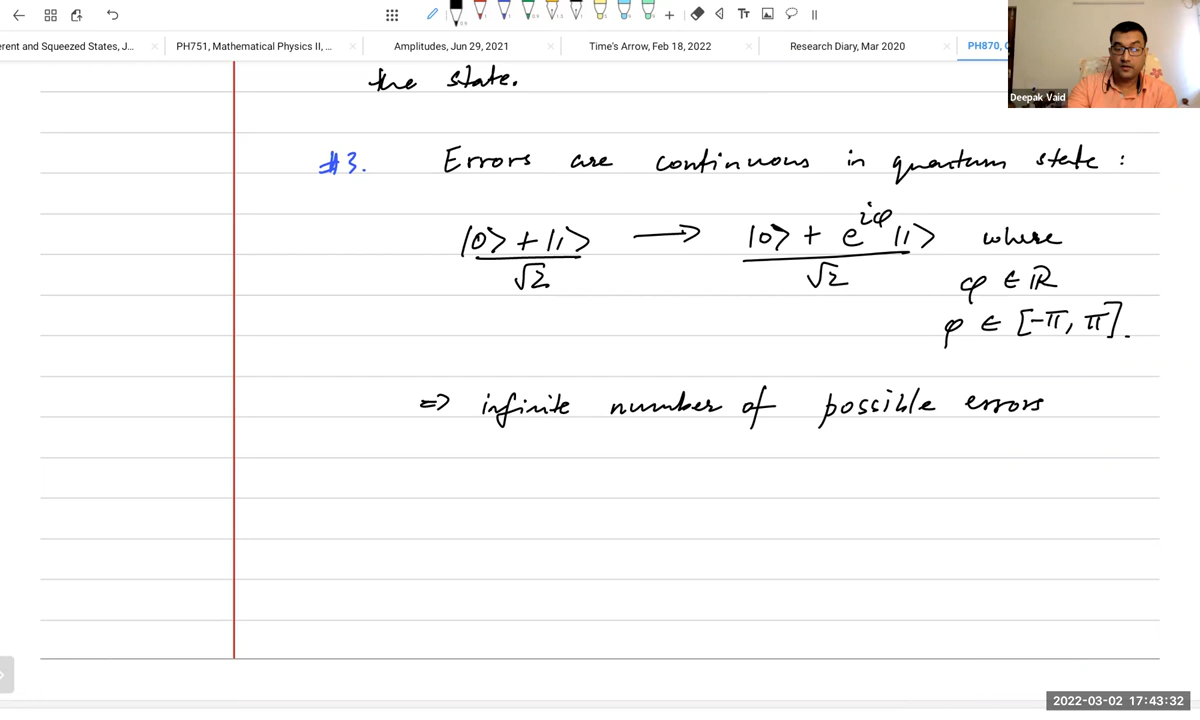 rent and Squeezed States, J... PH751, Mathematical Physics II, ... Amplitudes, Jun 29, 2021 Time's Arrow, Feb 18, 2022 Research Diary, Mar 2020 PH870,
Deepak Vaid
the state.
#3. Errors are continuous in quantum state :
|0> + |1> / √2 → |0> + e^{iφ} |1> / √2 where
φ ∈ ℝ
φ ∈ [-π, π].
⇒ infinite number of possible errors
2022-03-02 17:43:32